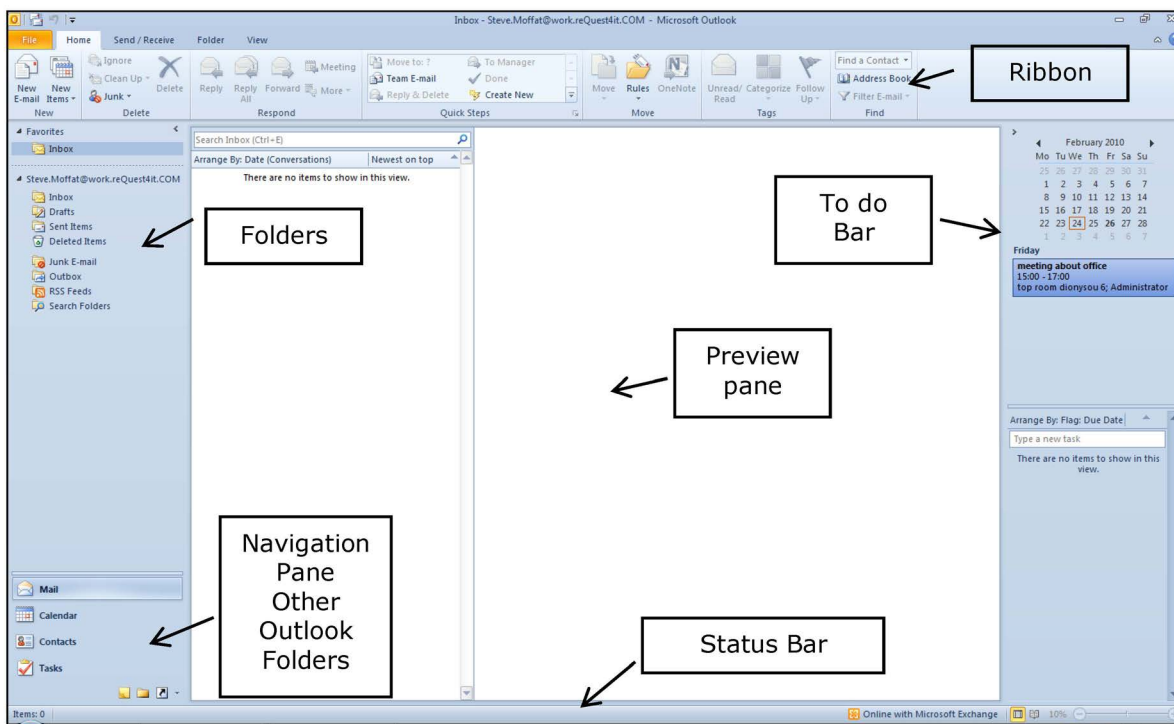 Inbox - Steve.Moffat@work.reQuest4it.COM - Microsoft Outlook
File Home Send / Receive Folder View
New E-mail
New Items
New
Ignore
Clean Up
Junk
Delete
Delete
Reply
Reply All
Forward
Meeting
More
Respond
Move to: ?
Team E-mail
Reply & Delete
To Manager
Done
Create New
Quick Steps
Move
Rules
OneNote
Move
Unread/ Read
Categorize
Follow Up
Tags
Find a Contact
Address Book
Filter E-mail
Find
Ribbon
Favorites
Inbox
Steve.Moffat@work.reQuest4it.COM
Inbox
Drafts
Sent Items
Deleted Items
Junk E-mail
Outbox
RSS Feeds
Search Folders
Folders
Search Inbox (Ctrl+E)
Arrange By: Date (Conversations) Newest on top
There are no items to show in this view.
To do
Bar
Preview
pane
February 2010
Mo Tu We Th Fr Sa Su
25 26 27 28 29 30 31
1 2 3 4 5 6 7
8 9 10 11 12 13 14
15 16 17 18 19 20 21
22 23 24 25 26 27 28
1 2 3 4 5 6 7
Friday
meeting about office
15:00 - 17:00
top room dionysou 6; Administrator
Arrange By: Flag: Due Date
Type a new task
There are no items to show in this
view.
Mail
Calendar
Contacts
Tasks
Navigation
Pane
Other
Outlook
Folders
Status Bar
Items: 0
Online with Microsoft Exchange
10%